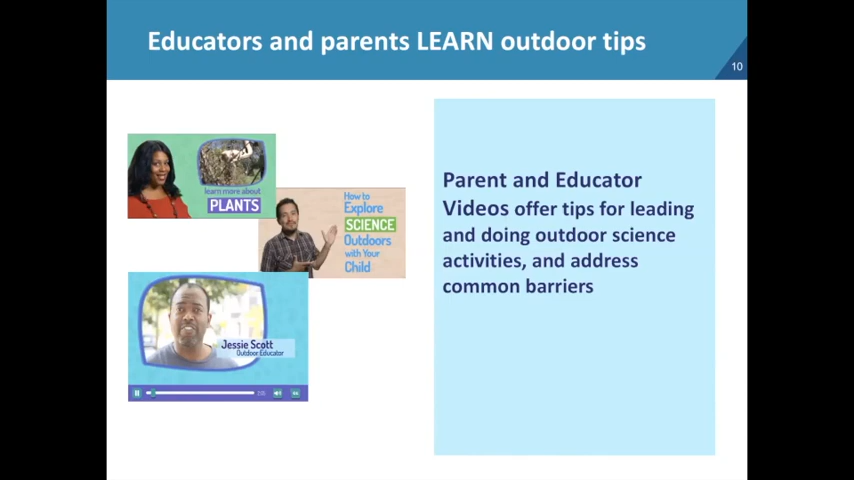 Educators and parents LEARN outdoor tips
10
learn more about
PLANTS
How to
Explore
SCIENCE
Outdoors
with Your
Child
Jessie Scott
Outdoor Educator
Parent and Educator
Videos offer tips for leading
and doing outdoor science
activities, and address
common barriers